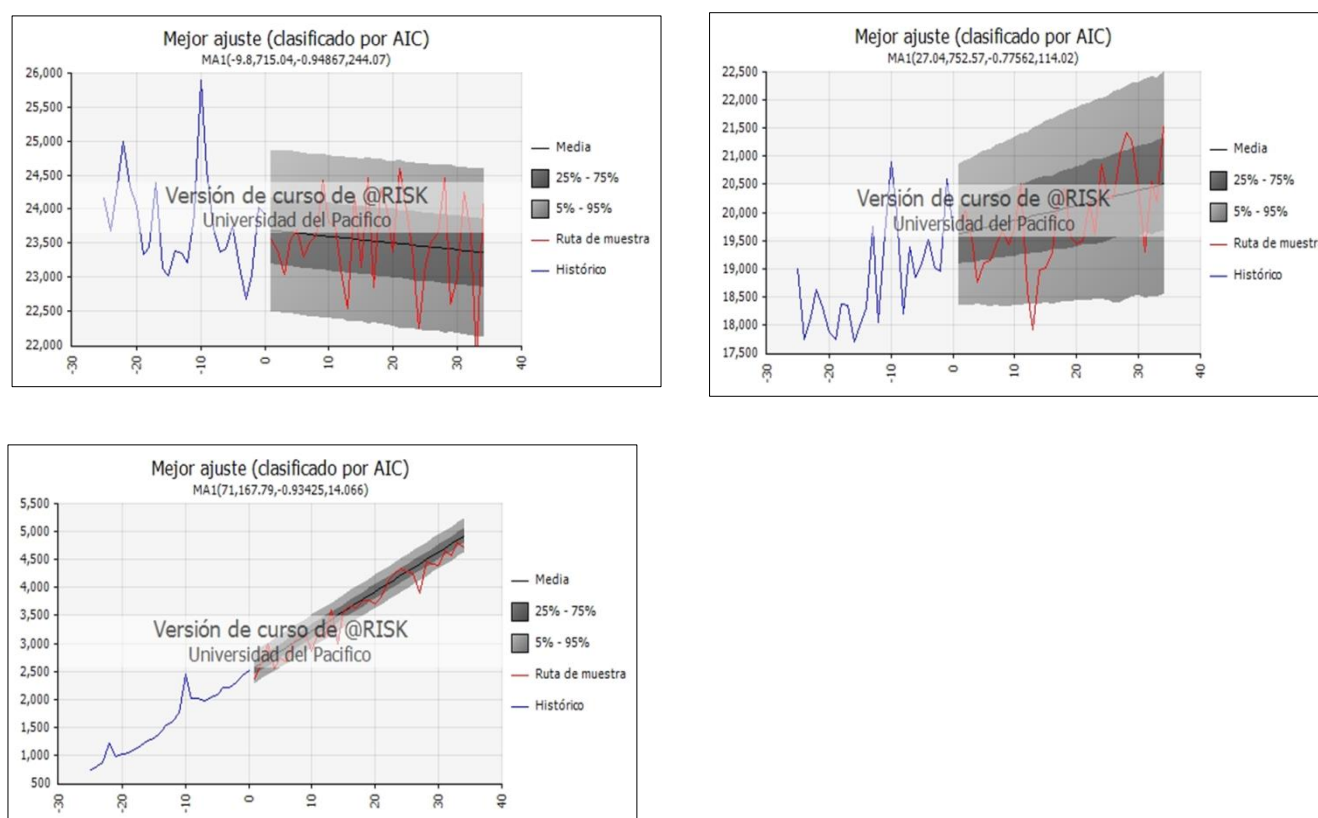 Mejor ajuste (clasificado por AIC)
MA1(-9.8,715.04,-0.94867,244.07)
26,000
25,500
25,000
24,500
24,000
23,500
23,000
22,500
22,000
-30
-20
-10
0
10
20
30
40
Versión de curso de @RISK
Universidad del Pacifico
Media
25% - 75%
5% - 95%
Ruta de muestra
Histórico
Mejor ajuste (clasificado por AIC)
MA1(27.04,752.57,-0.77562,114.02)
22,500
22,000
21,500
21,000
20,500
20,000
19,500
19,000
18,500
18,000
17,500
-30
-20
-10
0
10
20
30
40
Versión de curso de @RISK
Universidad del Pacifico
Media
25% - 75%
5% - 95%
Ruta de muestra
Histórico
Mejor ajuste (clasificado por AIC)
MA1(71,167.79,-0.93425,14.066)
5,500
5,000
4,500
4,000
3,500
3,000
2,500
2,000
1,500
1,000
500
-30
-20
-10
0
10
20
30
40
Versión de curso de @RISK
Universidad del Pacifico
Media
25% - 75%
5% - 95%
Ruta de muestra
Histórico